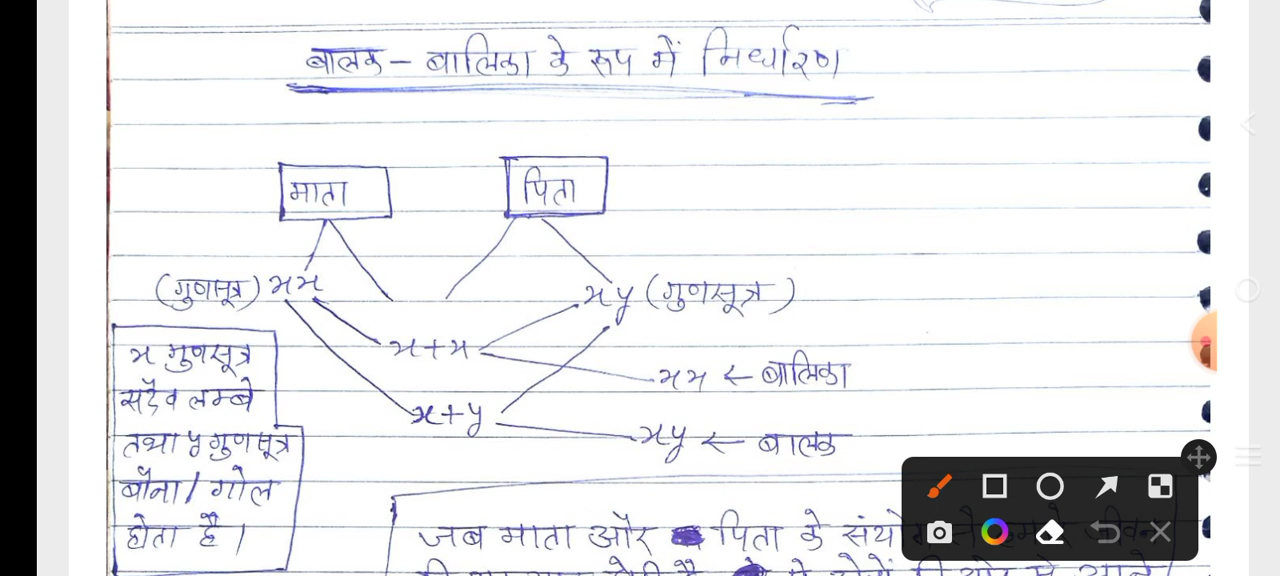 बालक - बालिका के रूप में निर्धारण
माता पिता
(गुणसूत्र) xx xy (गुणसूत्र)
x+x
xx ← बालिका
x+y
xy ← बालक
x गुणसूत्र
सदैव लम्बे
तथा y गुणसूत्र
बौना / गोल
होता है।
जब माता और पिता के